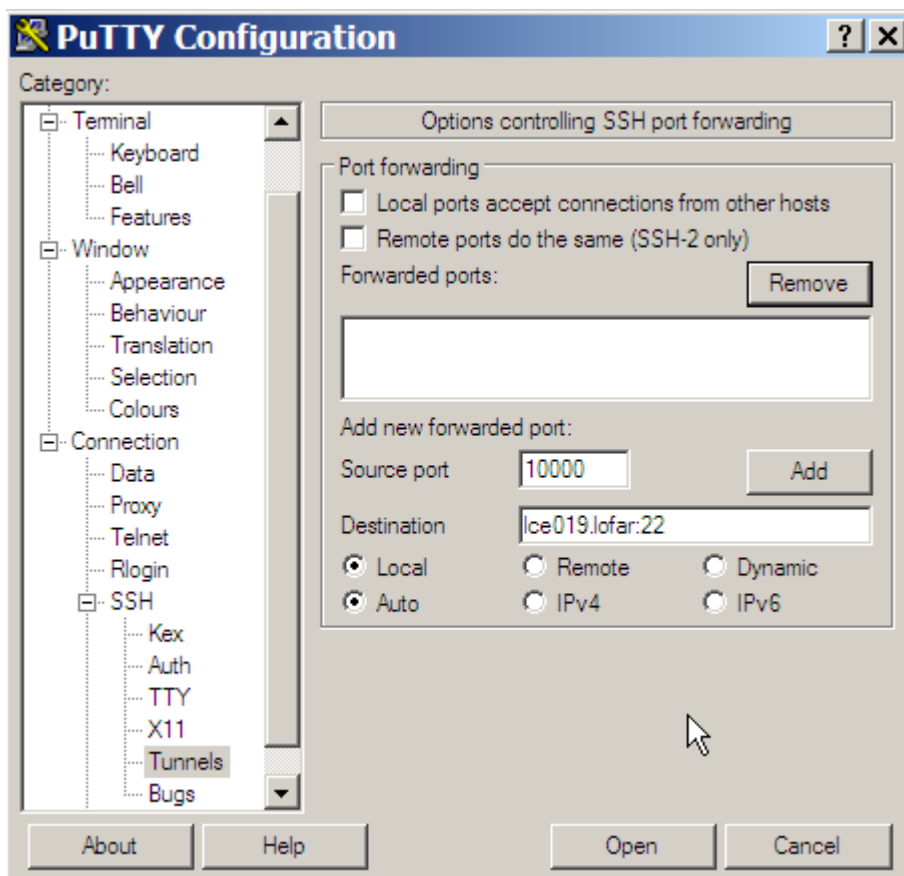 PuTTY Configuration
Category:
Terminal
Keyboard
Bell
Features
Window
Appearance
Behaviour
Translation
Selection
Colours
Connection
Data
Proxy
Telnet
Rlogin
SSH
Kex
Auth
TTY
X11
Tunnels
Bugs
Options controlling SSH port forwarding
Port forwarding
Local ports accept connections from other hosts
Remote ports do the same (SSH-2 only)
Forwarded ports:
Remove
Add new forwarded port:
Source port 10000 Add
Destination lce019.lofar:22
Local Remote Dynamic
Auto IPv4 IPv6
About Help Open Cancel